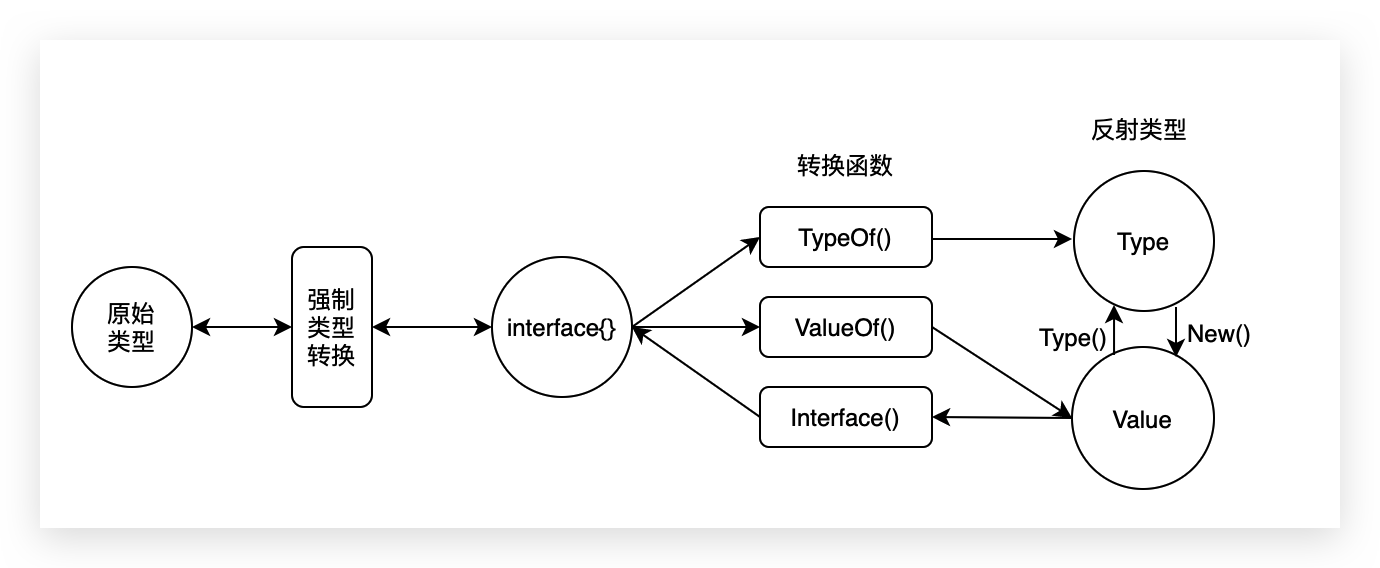 反射类型
转换函数
原始
类型
强制
类型
转换
interface{}
TypeOf()
ValueOf()
Interface()
Type
Type()
New()
Value